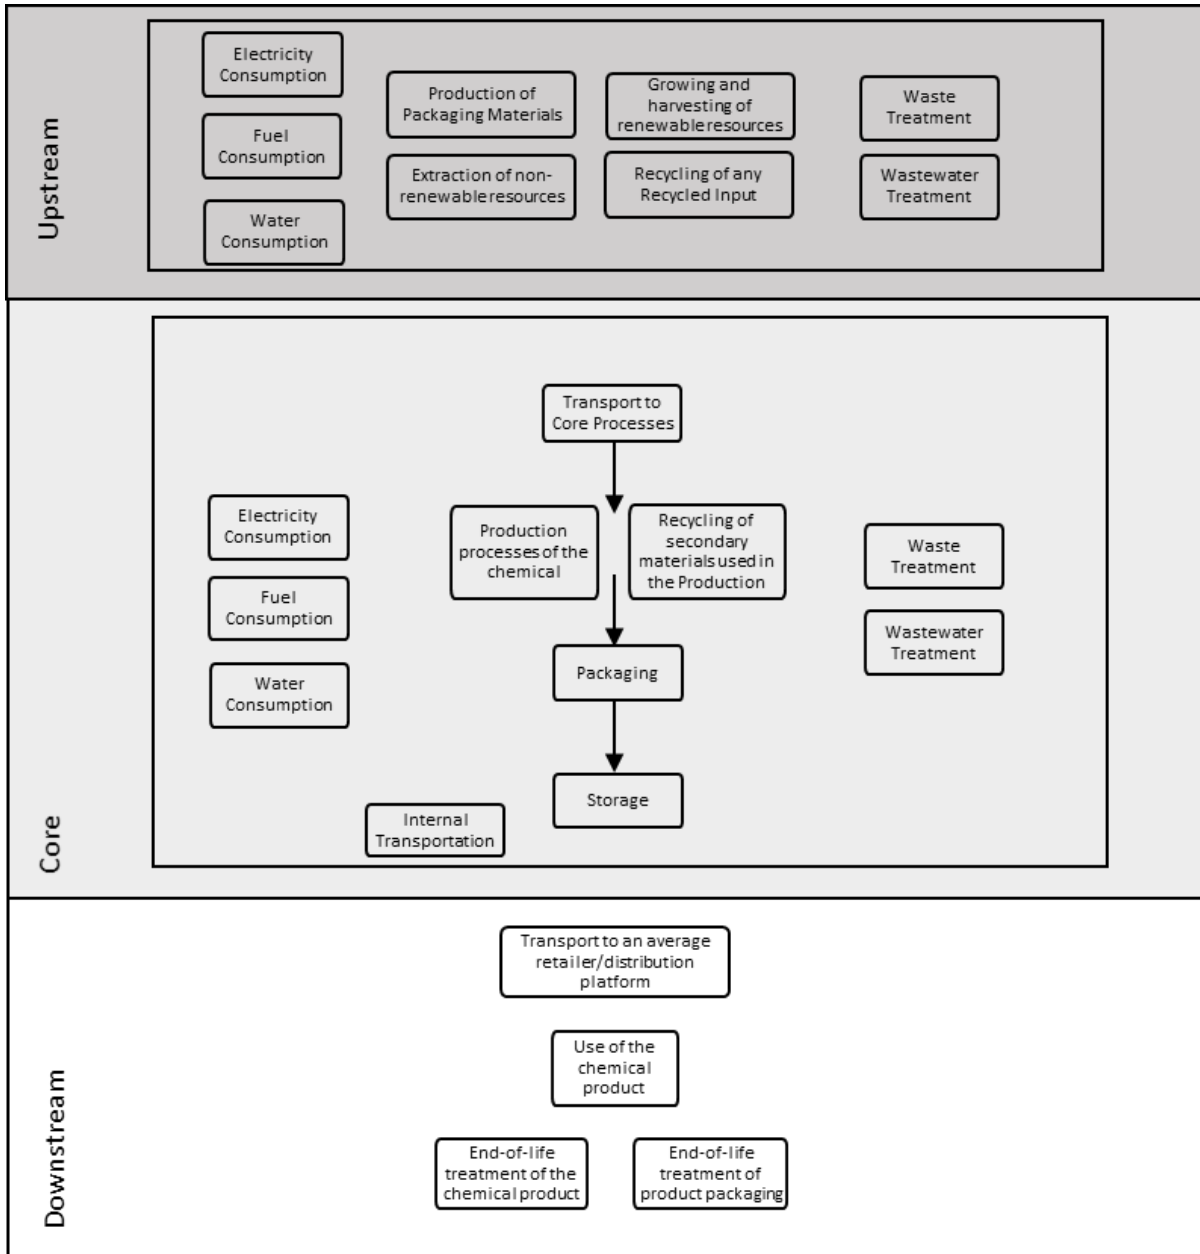 Upstream
Electricity
Consumption
Fuel
Consumption
Water
Consumption
Production of
Packaging Materials
Extraction of non-
renewable resources
Growing and
harvesting of
renewable resources
Recycling of any
Recycled Input
Waste
Treatment
Wastewater
Treatment
Core
Transport to
Core Processes
Electricity
Consumption
Fuel
Consumption
Water
Consumption
Production
processes of the
chemical
Recycling of
secondary
materials used in
the Production
Waste
Treatment
Wastewater
Treatment
Packaging
Storage
Internal
Transportation
Downstream
Transport to an average
retailer/distribution
platform
Use of the
chemical
product
End-of-life
treatment of the
chemical product
End-of-life
treatment of
product packaging